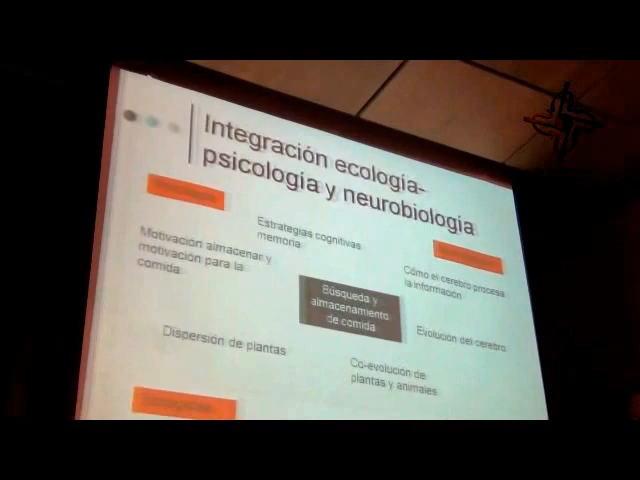 Integración ecología-
psicología y neurobiología
Estrategias cognitivas
memoria
Motivación almacenar y
motivación para la
comida
Cómo el cerebro procesa
la información
Búsqueda y
almacenamiento
de comida
Evolución del cerebro
Dispersión de plantas
Co-evolución de
plantas y animales